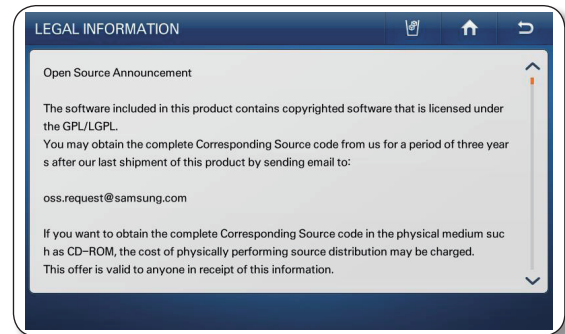 LEGAL INFORMATION
Open Source Announcement
The software included in this product contains copyrighted software that is licensed under
the GPL/LGPL.
You may obtain the complete Corresponding Source code from us for a period of three year
s after our last shipment of this product by sending email to:
oss.request@samsung.com
If you want to obtain the complete Corresponding Source code in the physical medium suc
h as CD-ROM, the cost of physically performing source distribution may be charged.
This offer is valid to anyone in receipt of this information.